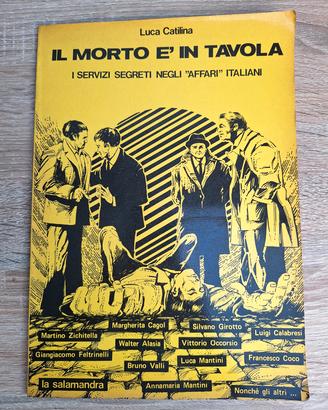 Luca Catilina
IL MORTO E' IN TAVOLA
I SERVIZI SEGRETI NEGLI "AFFARI" ITALIANI
Margherita Cagol
Silvano Girotto
Martino Zichitella
Luigi Calabresi
Walter Alasia
Vittorio Occorsio
Giangiacomo Feltrinelli
Luca Mantini
Francesco Coco
Bruno Valli
la salamandra
Annamaria Mantini
Nonchè gli altri ...